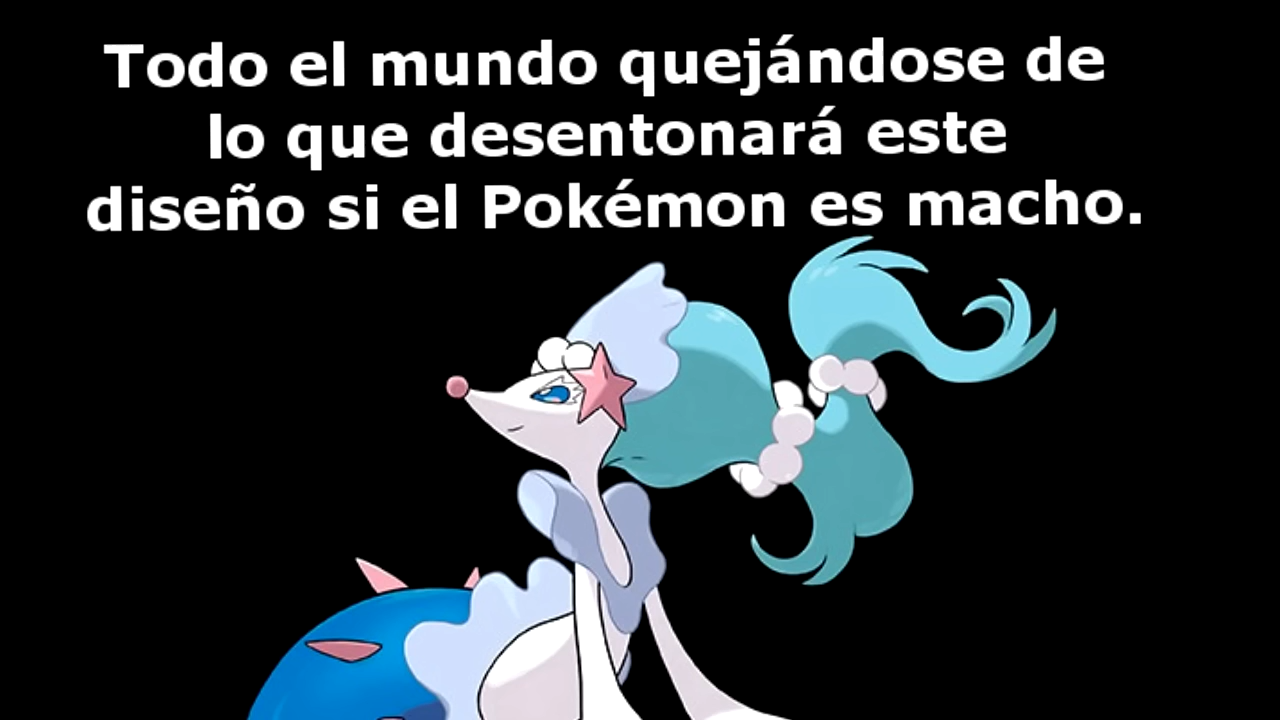 Todo el mundo quejándose de
lo que desentonará este
diseño si el Pokémon es macho.